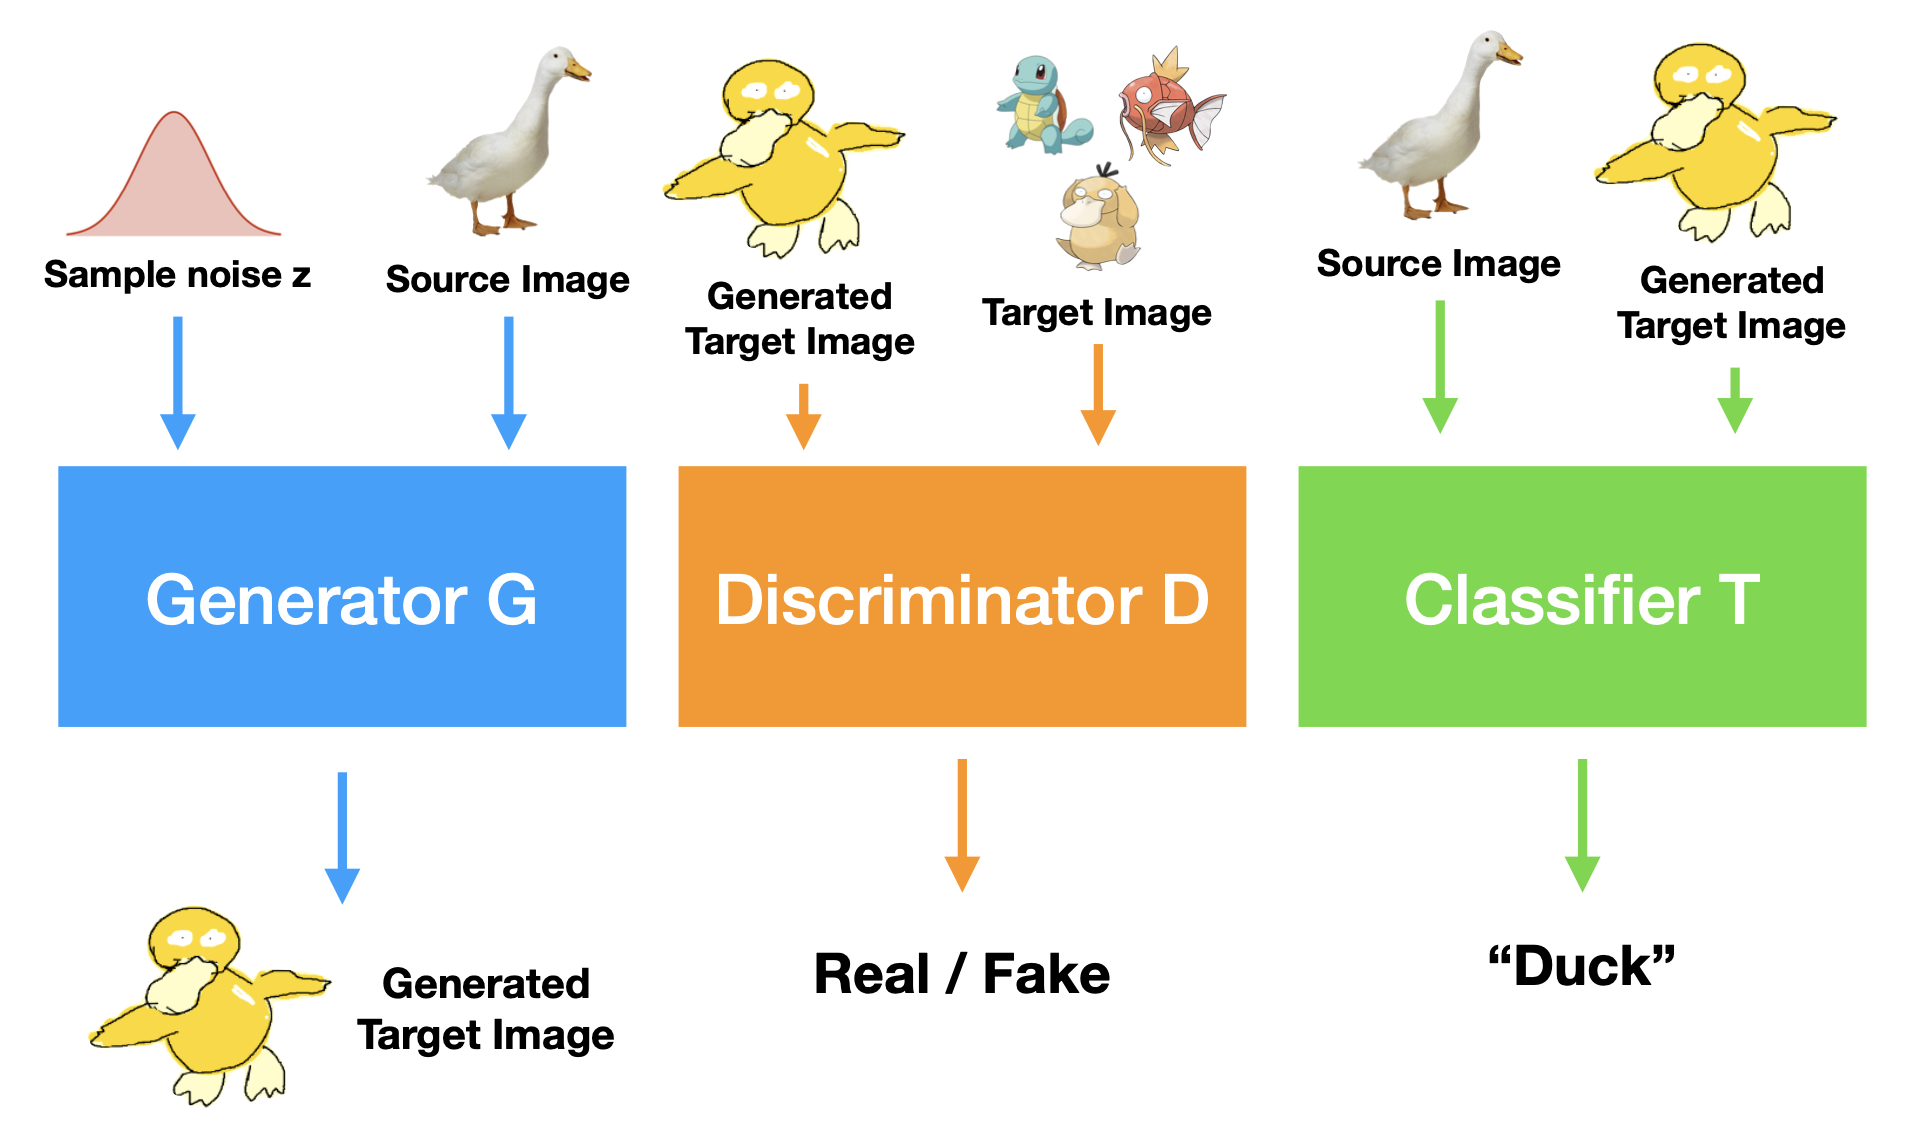 Sample noise z
Source Image
Generated
Target Image
Target Image
Source Image
Generated
Target Image
Generator G
Discriminator D
Classifier T
Generated
Target Image
Real / Fake
“Duck”